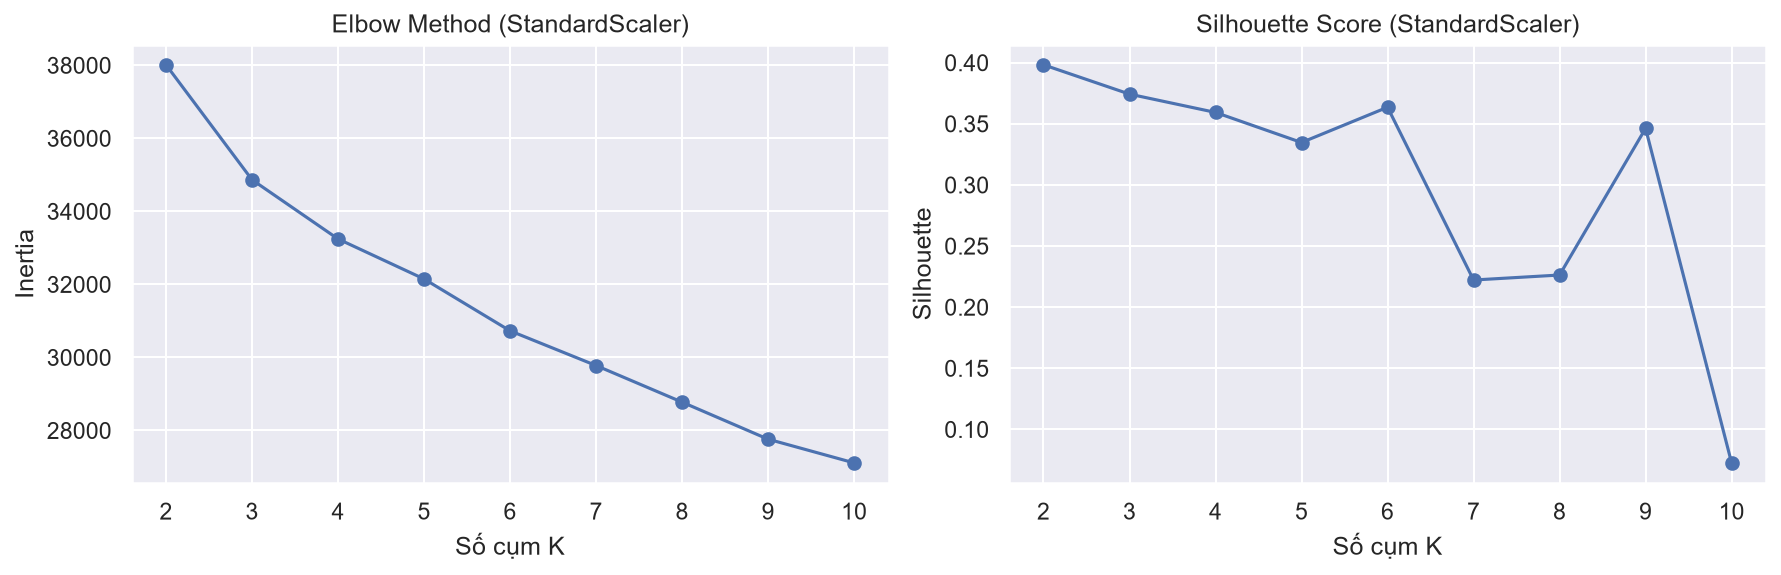 Elbow Method (StandardScaler)
38000
36000
34000
32000
30000
28000
Inertia
2 3 4 5 6 7 8 9 10
Số cụm K
Silhouette Score (StandardScaler)
0.40
0.35
0.30
0.25
0.20
0.15
0.10
Silhouette
2 3 4 5 6 7 8 9 10
Số cụm K